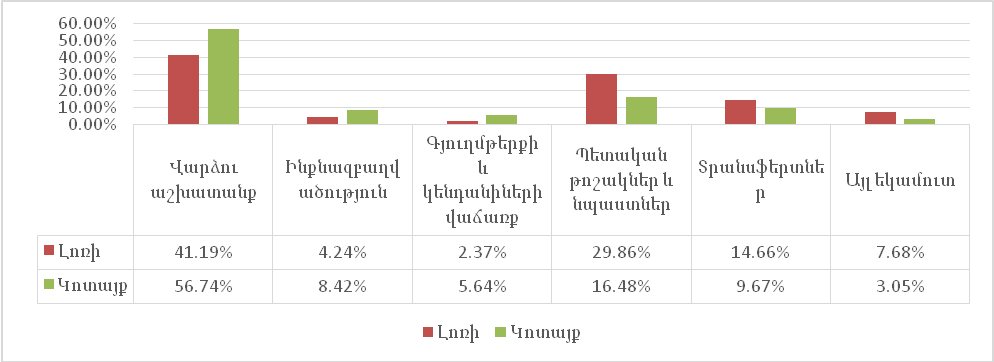 60.00%
50.00%
40.00%
30.00%
20.00%
10.00%
0.00%
Վարձու
աշխատանք
Ինքնազբաղվ
ածություն
Գյուղմթերքի
և
կենդանիների
վաճառք
Պետական
թոշակներ և
նպաստներ
Տրանսֆերտնե
ր
Այլ եկամուտ
Լոռի 41.19% 4.24% 2.37% 29.86% 14.66% 7.68%
Կոտայք 56.74% 8.42% 5.64% 16.48% 9.67% 3.05%
Լոռի Կոտայք